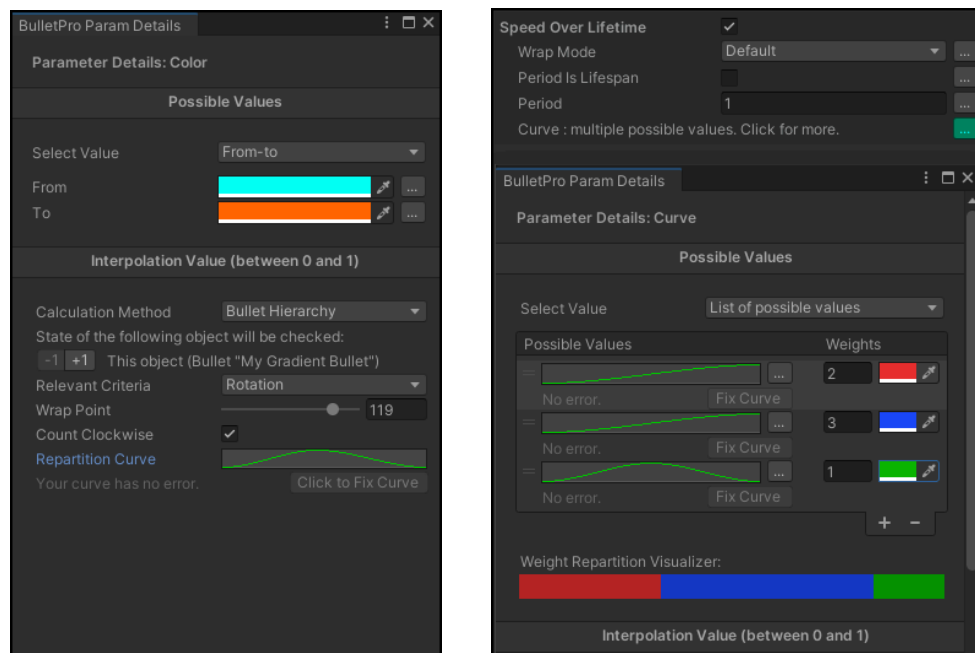 BulletPro Param Details
Parameter Details: Color
Possible Values
Select Value From-to
From ...
To ...
Interpolation Value (between 0 and 1)
Calculation Method Bullet Hierarchy
State of the following object will be checked:
-1 +1 This object (Bullet "My Gradient Bullet")
Relevant Criteria Rotation
Wrap Point 119
Count Clockwise
Repartition Curve
Your curve has no error. Click to Fix Curve
Speed Over Lifetime
Wrap Mode Default ...
Period Is Lifespan ...
Period 1 ...
Curve : multiple possible values. Click for more. ...
BulletPro Param Details
Parameter Details: Curve
Possible Values
Select Value List of possible values
Possible Values Weights
... 2
No error. Fix Curve
... 3
No error. Fix Curve
... 1
No error. Fix Curve
+ -
Weight Repartition Visualizer:
Interpolation Value (between 0 and 1)